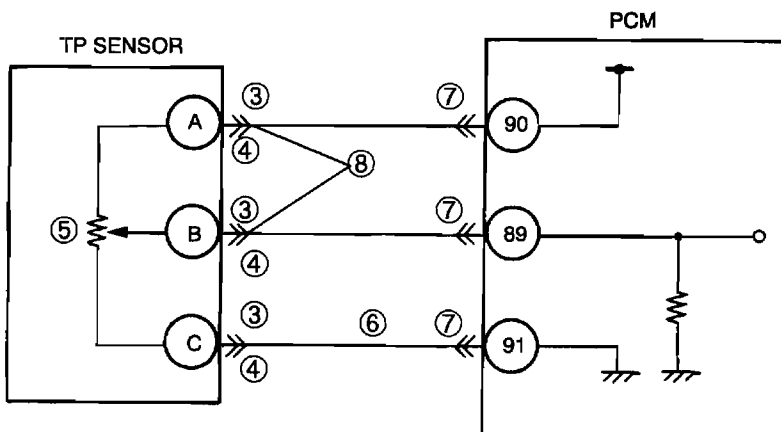 PCM
TP SENSOR
A ③ ⑦ 90
④ ⑧
⑤ B ③ ⑦ 89
④
C ③ ⑥ ⑦ 91
④